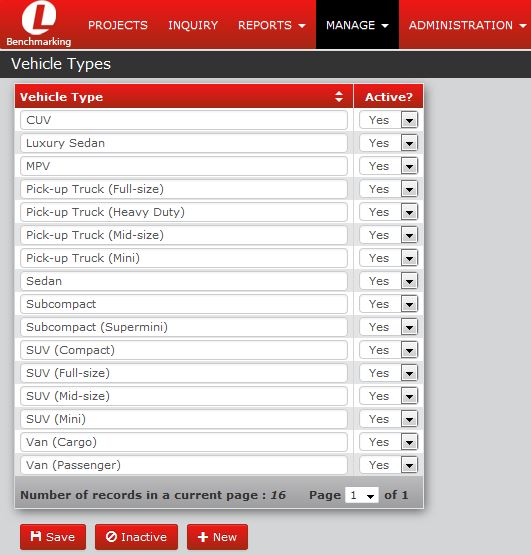 L
Benchmarking
PROJECTS INQUIRY REPORTS MANAGE ADMINISTRATION
Vehicle Types
Vehicle Type Active?
CUV Yes
Luxury Sedan Yes
MPV Yes
Pick-up Truck (Full-size) Yes
Pick-up Truck (Heavy Duty) Yes
Pick-up Truck (Mid-size) Yes
Pick-up Truck (Mini) Yes
Sedan Yes
Subcompact Yes
Subcompact (Supermini) Yes
SUV (Compact) Yes
SUV (Full-size) Yes
SUV (Mid-size) Yes
SUV (Mini) Yes
Van (Cargo) Yes
Van (Passenger) Yes
Number of records in a current page : 16 Page 1 of 1
Save Inactive New